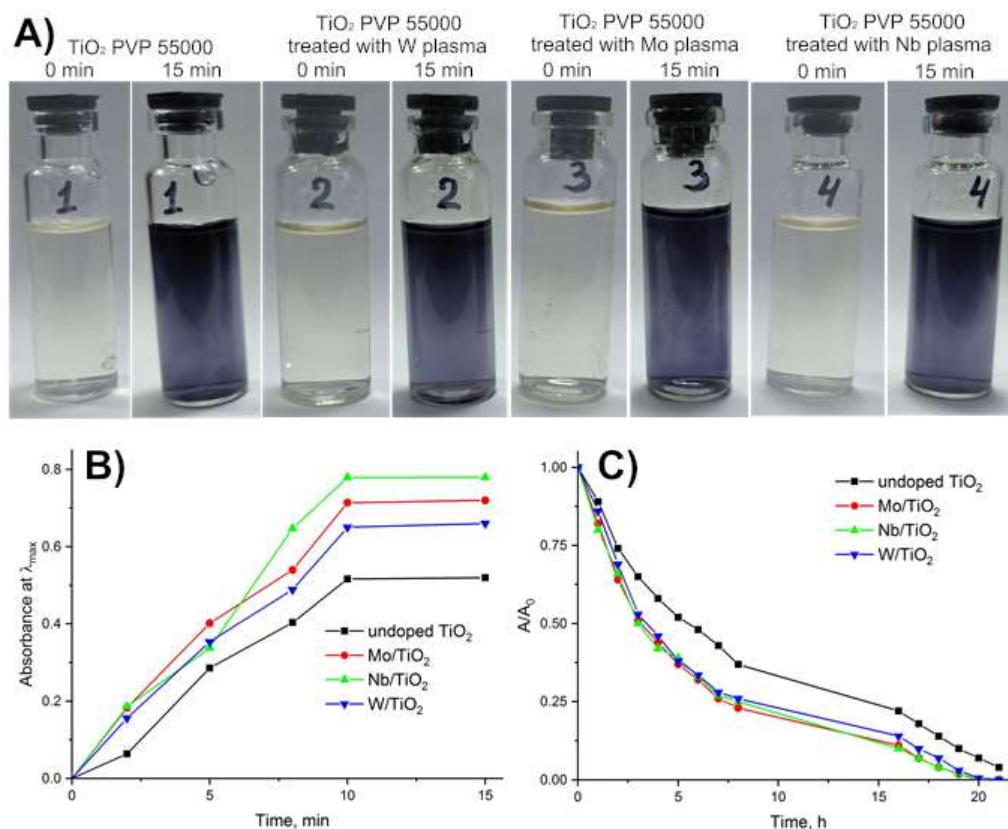 A)
TiO₂ PVP 55000
0 min 15 min
TiO₂ PVP 55000
treated with W plasma
0 min 15 min
TiO₂ PVP 55000
treated with Mo plasma
0 min 15 min
TiO₂ PVP 55000
treated with Nb plasma
0 min 15 min
1 1 2 2 3 3 4 4
B)
Absorbance at λmax
0.8
0.6
0.4
0.2
0.0
undoped TiO₂
Mo/TiO₂
Nb/TiO₂
W/TiO₂
0 5 10 15
Time, min
C)
A/A₀
1.00
0.75
0.50
0.25
0.00
undoped TiO₂
Mo/TiO₂
Nb/TiO₂
W/TiO₂
0 5 10 15 20
Time, h